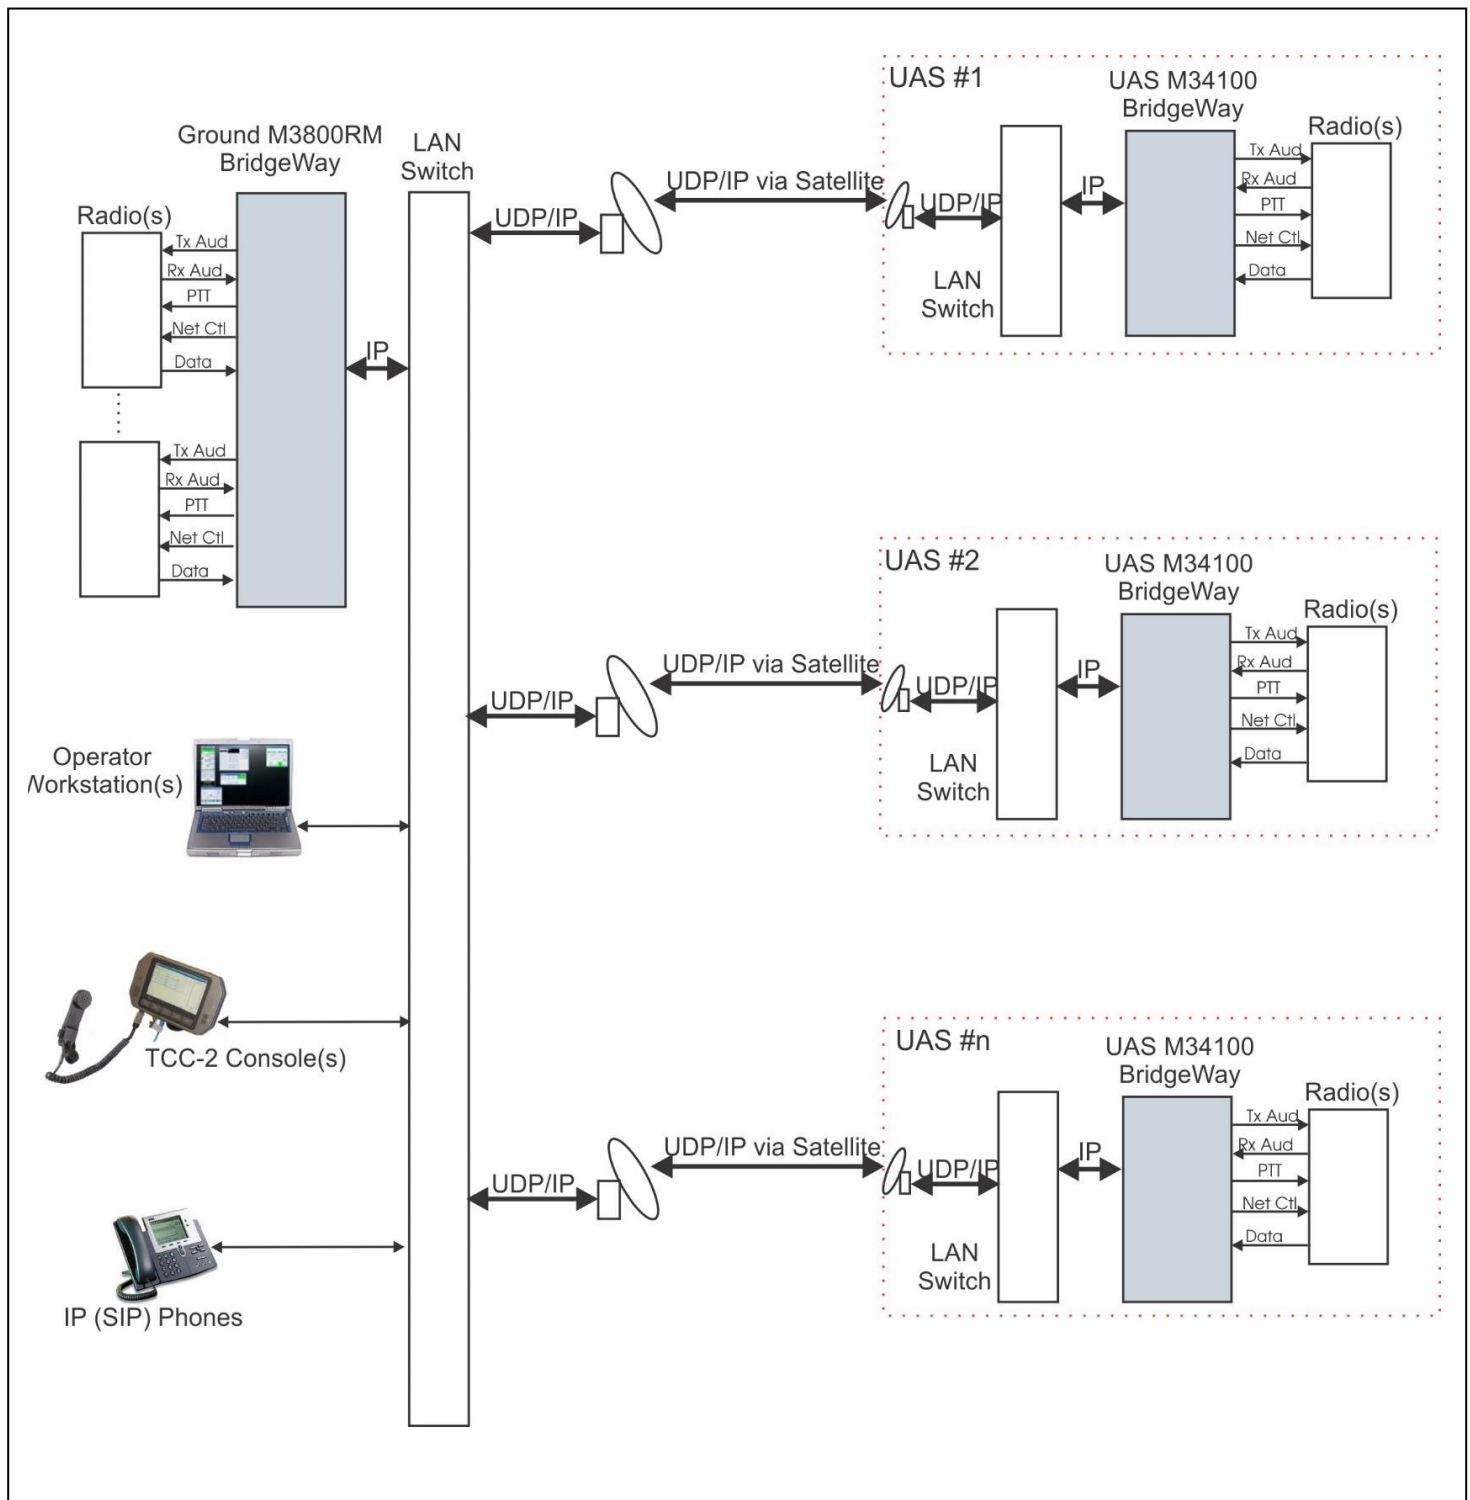 Ground M3800RM
BridgeWay
LAN
Switch
Radio(s)
Tx Aud
Rx Aud
PTT
Net Ctl
Data
IP
Tx Aud
Rx Aud
PTT
Net Ctl
Data
Operator
Workstation(s)
TCC-2 Console(s)
IP (SIP) Phones
UDP/IP
UDP/IP via Satellite
UAS #1
UDP/IP
LAN
Switch
IP
UAS M34100
BridgeWay
Radio(s)
Tx Aud
Rx Aud
PTT
Net Ctl
Data
UDP/IP
UDP/IP via Satellite
UAS #2
UDP/IP
LAN
Switch
IP
UAS M34100
BridgeWay
Radio(s)
Tx Aud
Rx Aud
PTT
Net Ctl
Data
UDP/IP
UDP/IP via Satellite
UAS #n
UDP/IP
LAN
Switch
IP
UAS M34100
BridgeWay
Radio(s)
Tx Aud
Rx Aud
PTT
Net Ctl
Data